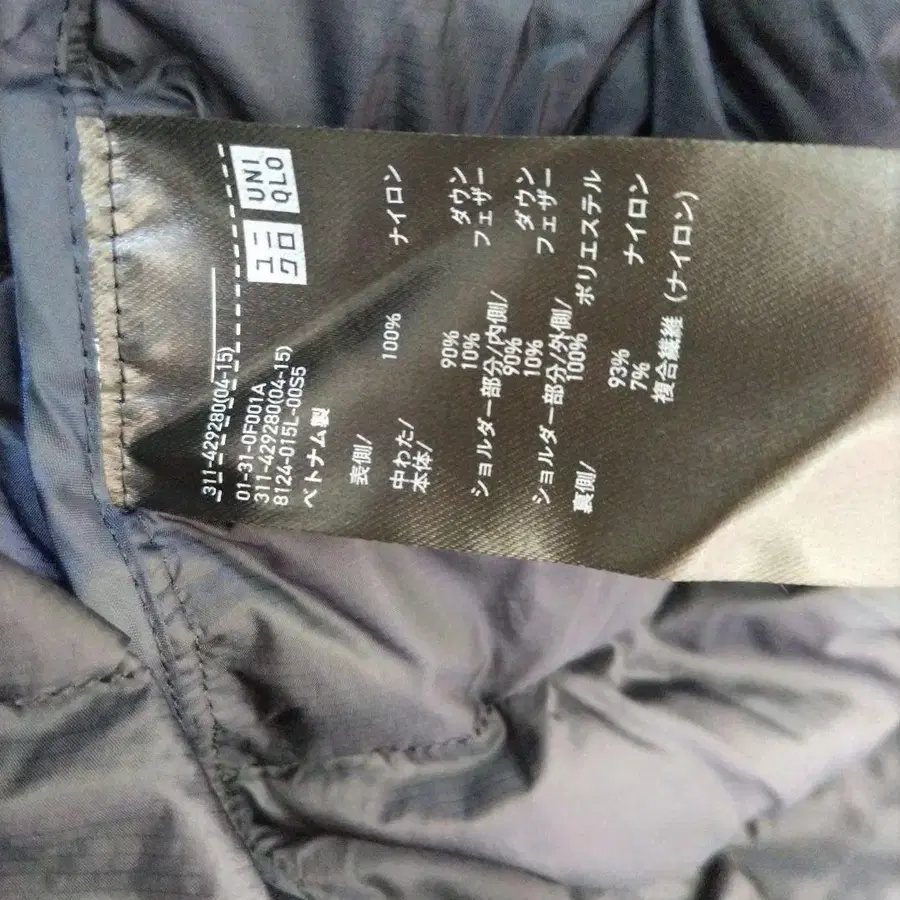 ユニ
クロ
UNI
QLO
311-429280(04-15)
01-31-0F001A
311-429280(04-15)
8124-015L-00S5
ベトナム製
表側/ 100% ナイロン
中わた/
本体/ 90% ダウン
10% フェザー
ショルダー部分/内側/
90% ダウン
10% フェザー
ショルダー部分/外側/
100% ポリエステル
裏側/ 93% ナイロン
7% 複合繊維(ナイロン)